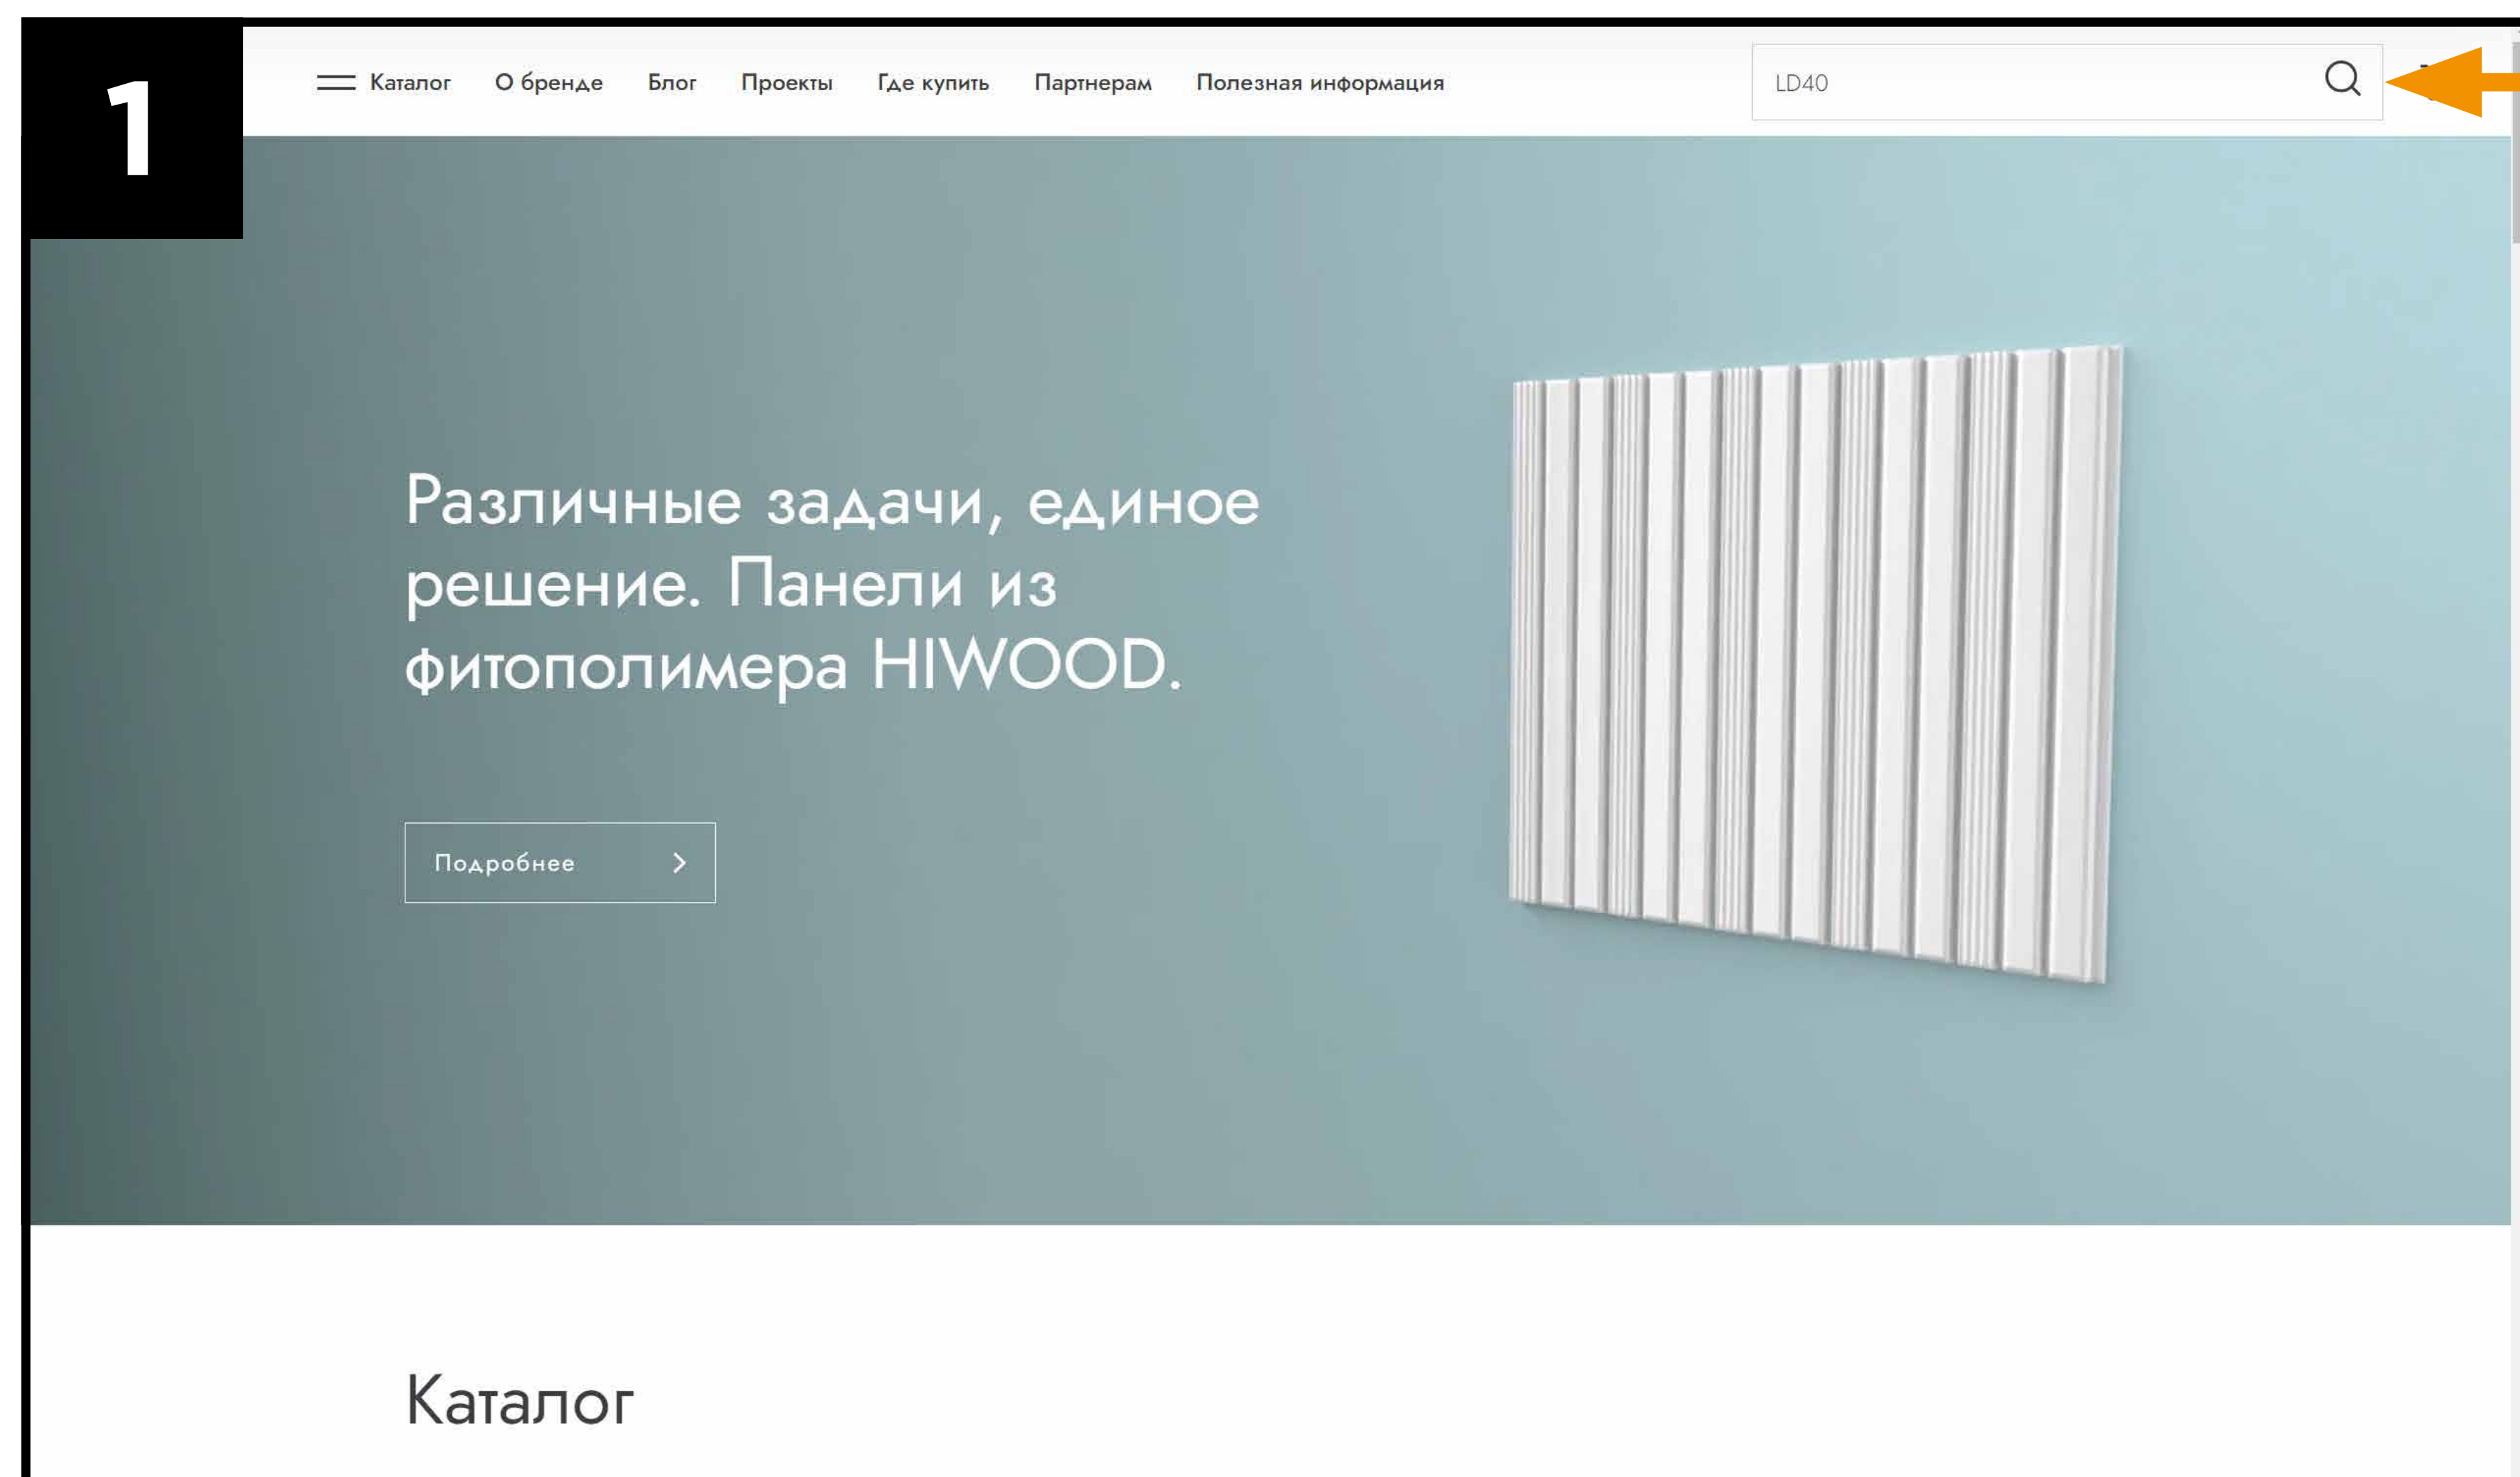 1
Каталог О бренде Блог Проекты Где купить Партнерам Полезная информация LD40
Различные задачи, единое
решение. Панели из
фитополимера HIWOOD.
Подробнее
Каталог